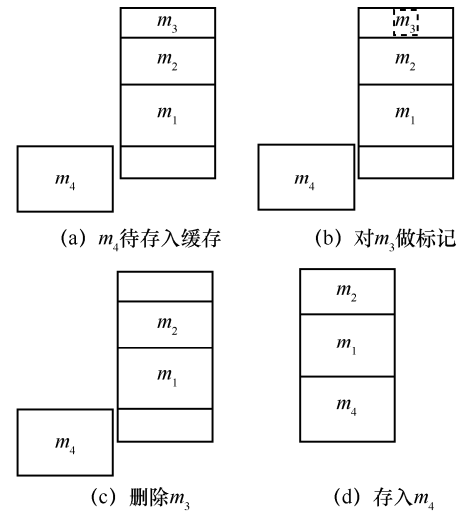 m₃ m₃
m₂ m₂
m₁ m₁
m₄ m₄
(a) m₄待存入缓存 (b) 对m₃做标记
m₂
m₂
m₁
m₁
m₄
m₄
(c) 删除m₃ (d) 存入m₄